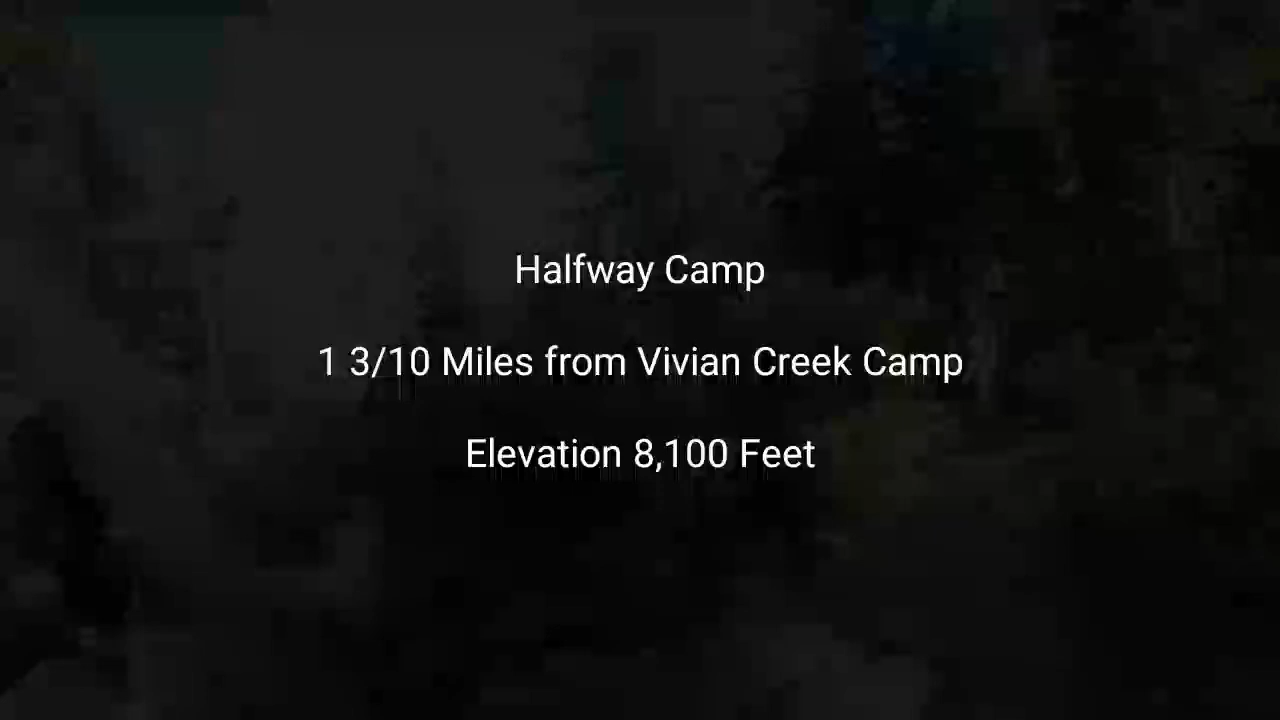 Halfway Camp
1 3/10 Miles from Vivian Creek Camp
Elevation 8,100 Feet